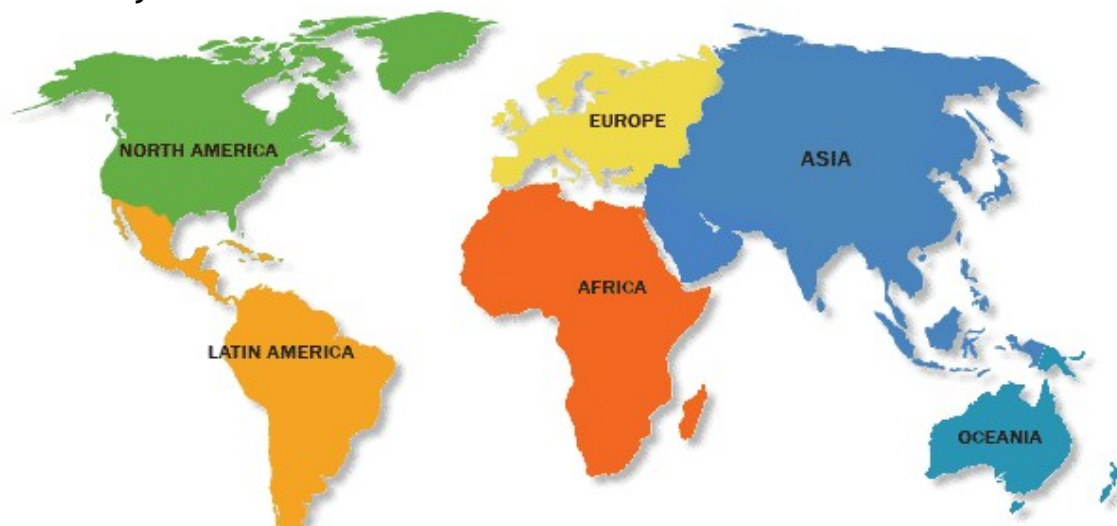 EUROPE
NORTH AMERICA
ASIA
AFRICA
LATIN AMERICA
OCEANIA